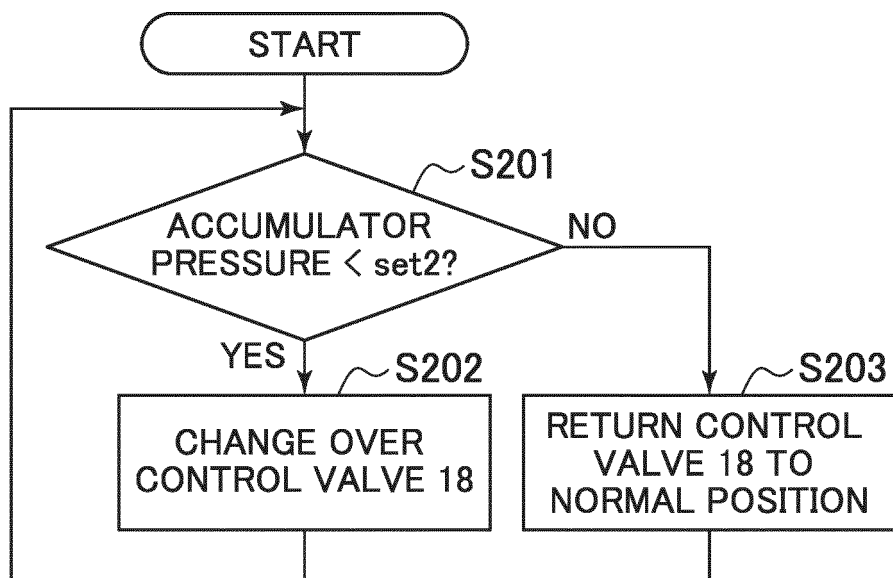 START
S201
ACCUMULATOR
PRESSURE < set2?
NO
YES
S202
S203
CHANGE OVER
CONTROL VALVE 18
RETURN CONTROL
VALVE 18 TO
NORMAL POSITION